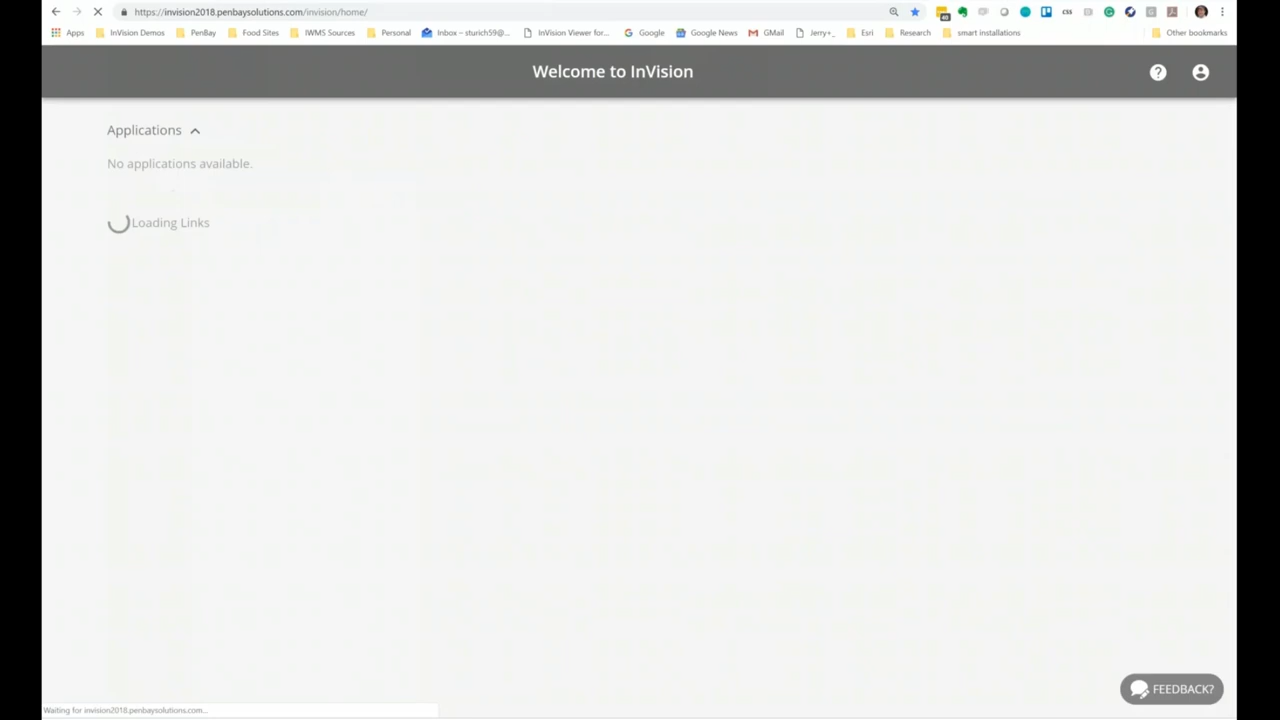 https://invision2018.penbaysolutions.com/invision/home/
40
css
Apps InVision Demos PenBay Food Sites IWMS Sources Personal Inbox – sturich59@... InVision Viewer for... Google Google News GMail Jerry+_ Esri Research smart installations Other bookmarks
Welcome to InVision
Applications
No applications available.
Loading Links
FEEDBACK?
Waiting for invision2018.penbaysolutions.com...